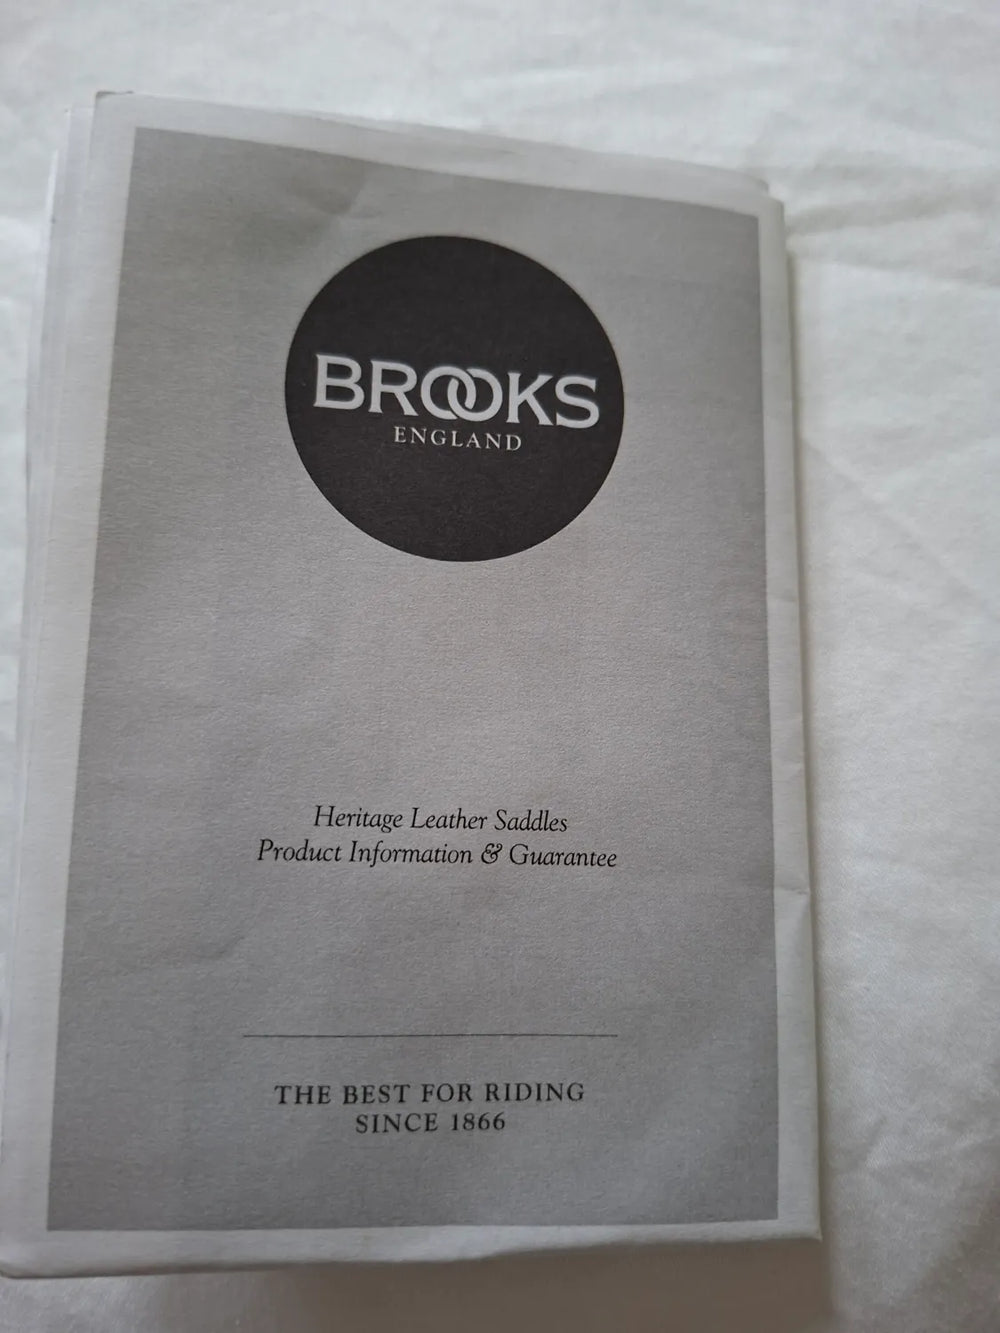 BROOKS
ENGLAND
Heritage Leather Saddles
Product Information & Guarantee
THE BEST FOR RIDING
SINCE 1866